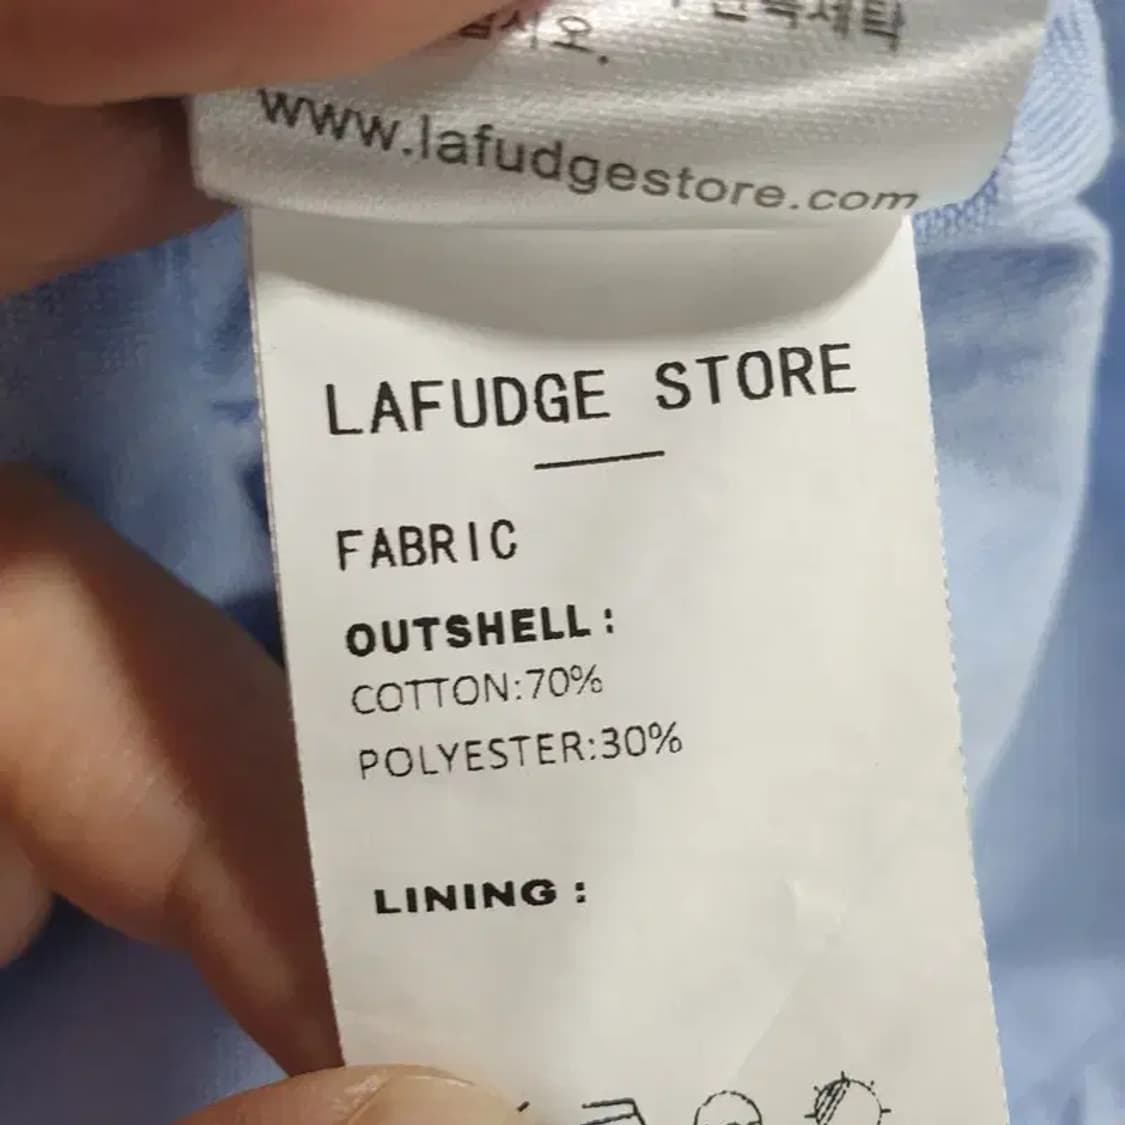 www.lafudgestore.com
LAFUDGE STORE
FABRIC
OUTSHELL:
COTTON:70%
POLYESTER:30%
LINING: